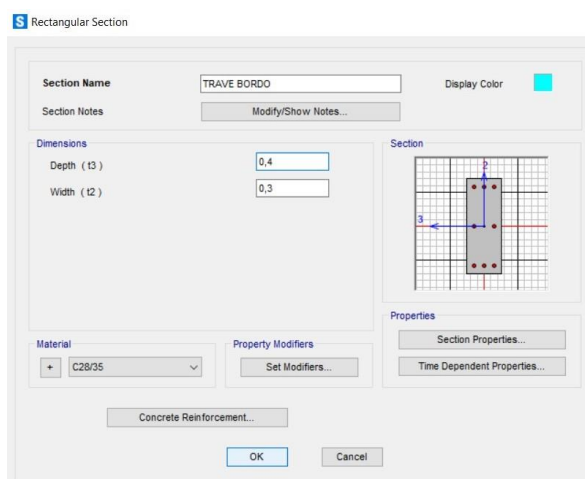 S Rectangular Section
Section Name TRAVE BORDO Display Color
Section Notes Modify/Show Notes...
Dimensions
Depth ( t3 ) 0,4
Width ( t2 ) 0,3
Section
2
3
Properties
Section Properties...
Time Dependent Properties...
Material
+ C28/35
Property Modifiers
Set Modifiers...
Concrete Reinforcement...
OK Cancel